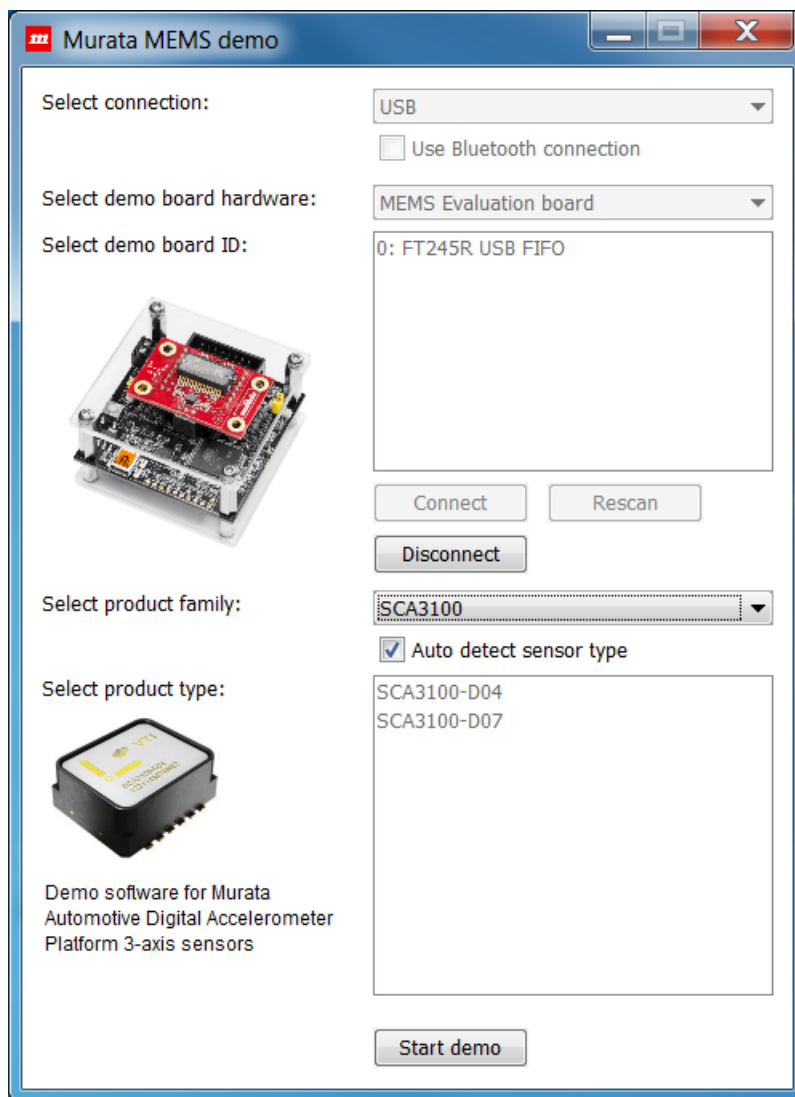 Murata MEMS demo
Select connection:
USB
Use Bluetooth connection
Select demo board hardware:
MEMS Evaluation board
Select demo board ID:
0: FT245R USB FIFO
Connect
Rescan
Disconnect
Select product family:
SCA3100
Auto detect sensor type
Select product type:
SCA3100-D04
SCA3100-D07
VTI
Demo software for Murata
Automotive Digital Accelerometer
Platform 3-axis sensors
Start demo